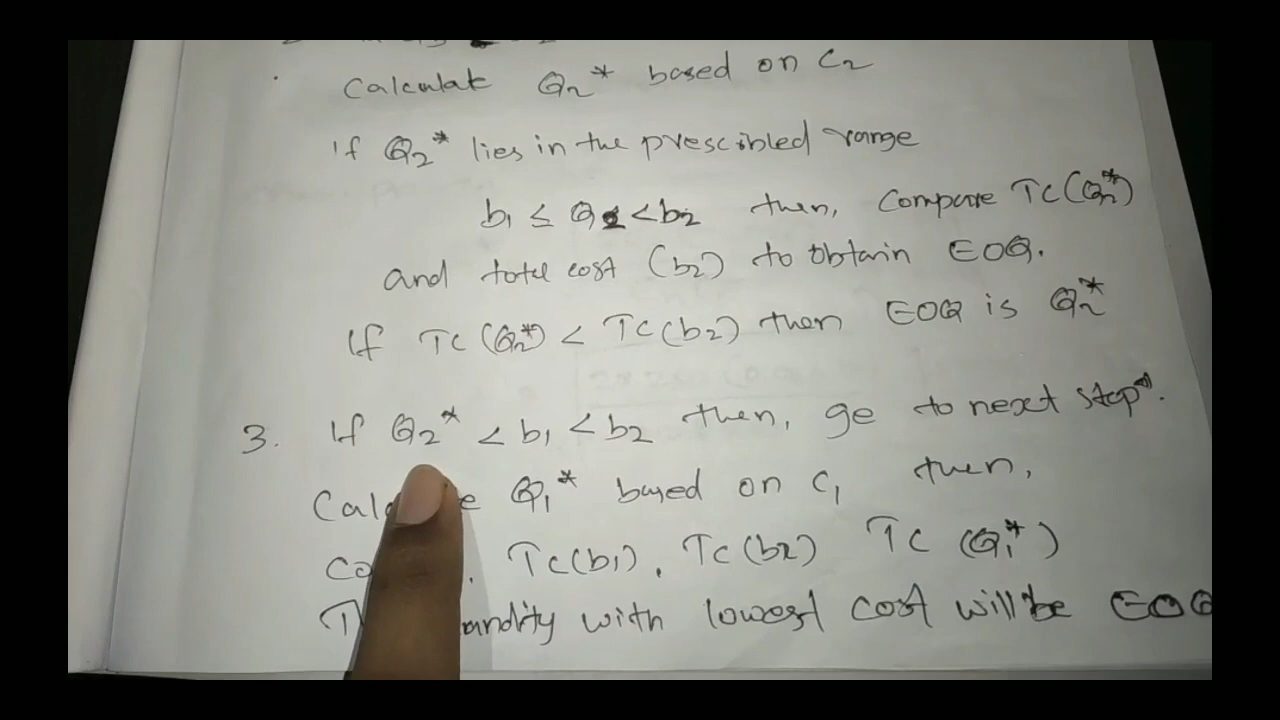 Calculate Q2* based on C2
If Q2* lies in the prescibled range
b1 ≤ Q2 < b2 then, Compare TC(Q2*)
and total cost (b2) to obtain EOQ.
If TC (Q2*) < TC(b2) then EOQ is Q2*
3. If Q2* < b1 < b2 then, ge to next step.
Q1* based on C1 then,
TC(b1), TC(b2) TC (Q1*)
with lowest cost will be EOQ